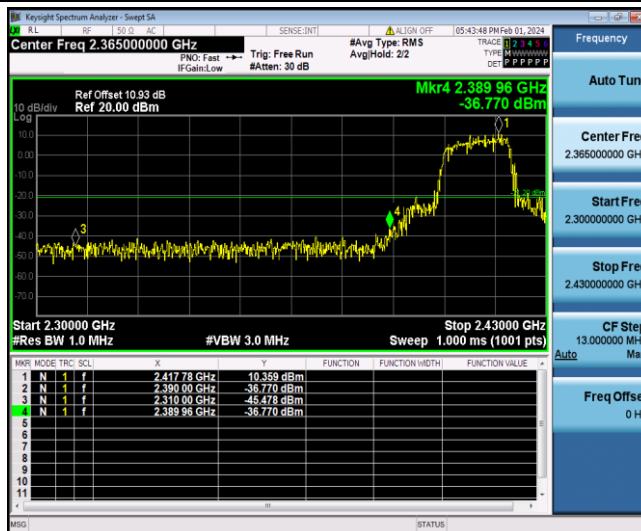 Keysight Spectrum Analyzer - Swept SA
RL RF 50 Ω AC SENSE:INT ALIGN OFF 05:43:48 PM Feb 01, 2024
Center Freq 2.365000000 GHz
PNO: Fast
IFGain:Low
Trig: Free Run
#Atten: 30 dB
#Avg Type: RMS
Avg|Hold: 2/2
TRACE 1 2 3 4 5 6
TYPE M W W W W W
DET P P P P P P
Frequency
Ref Offset 10.93 dB
Ref 20.00 dBm
10 dB/div
Log
Mkr4 2.389 96 GHz
-36.770 dBm
10.0
0.00
-10.0
-20.0
-30.0
-40.0
-50.0
-60.0
-70.0
1
3
4
Start 2.30000 GHz
Stop 2.43000 GHz
#Res BW 1.0 MHz
#VBW 3.0 MHz
Sweep 1.000 ms (1001 pts)
MKR MODE TRC SCL X Y FUNCTION FUNCTION WIDTH FUNCTION VALUE
1 N 1 f 2.417 78 GHz 10.359 dBm
2 N 1 f 2.390 00 GHz -36.770 dBm
3 N 1 f 2.310 00 GHz -45.478 dBm
4 N 1 f 2.389 96 GHz -36.770 dBm
5
6
7
8
9
10
11
MSG
STATUS
Auto Tun
Center Fre
2.365000000 GH
Start Fre
2.300000000 GH
Stop Fre
2.430000000 GH
CF Step
13.000000 MH
Auto Ma
Freq Offse
0 H